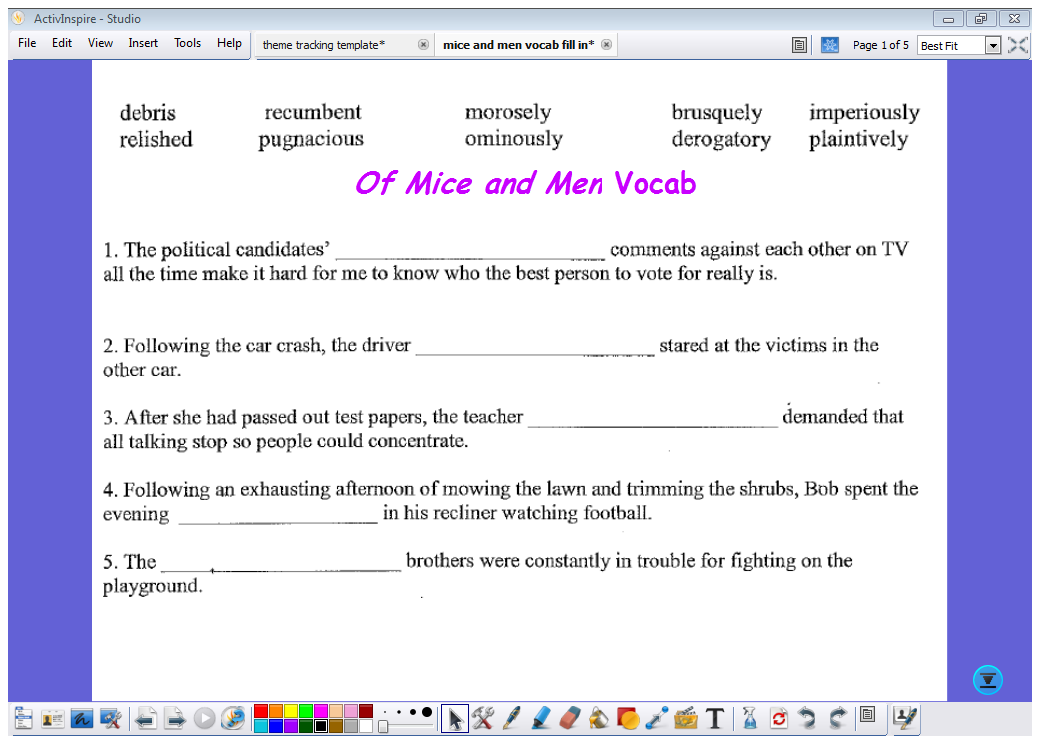 ActivInspire - Studio
File Edit View Insert Tools Help theme tracking template* mice and men vocab fill in* Page 1 of 5 Best Fit
debris recumbent morosely brusquely imperiously
relished pugnacious ominously derogatory plaintively
Of Mice and Men Vocab
1. The political candidates' ____________ comments against each other on TV
all the time make it hard for me to know who the best person to vote for really is.
2. Following the car crash, the driver ____________ stared at the victims in the
other car.
3. After she had passed out test papers, the teacher ____________ demanded that
all talking stop so people could concentrate.
4. Following an exhausting afternoon of mowing the lawn and trimming the shrubs, Bob spent the
evening ____________ in his recliner watching football.
5. The ____________ brothers were constantly in trouble for fighting on the
playground.